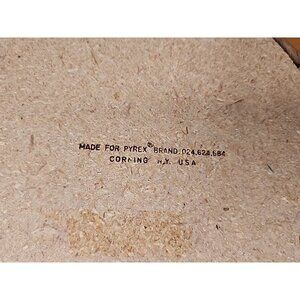 MADE FOR PYREX® BRAND 024,624,684
CORNING N.Y. USA